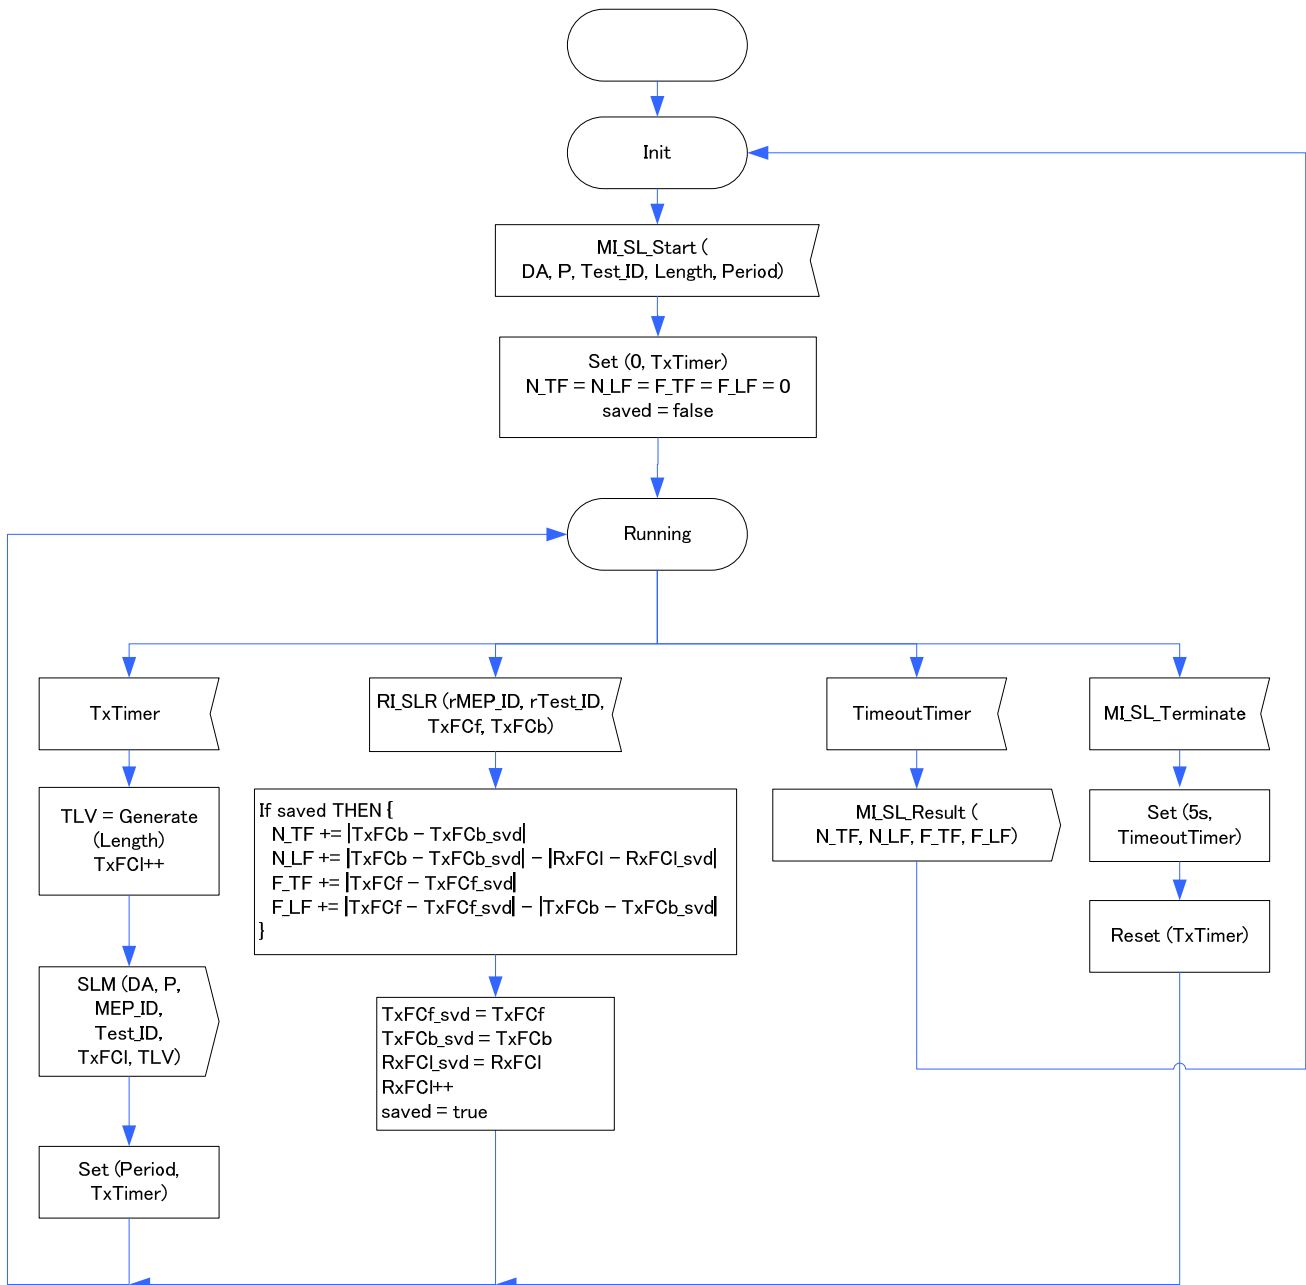 Init
MI_SL_Start (
DA, P, Test_ID, Length, Period)
Set (0, TxTimer)
N_TF = N_LF = F_TF = F_LF = 0
saved = false
Running
TxTimer
TLV = Generate
(Length)
TxFCl++
SLM (DA, P,
MEP_ID,
Test_ID,
TxFCl, TLV)
Set (Period,
TxTimer)
RI_SLR (rMEP_ID, rTest_ID,
TxFCf, TxFCb)
If saved THEN {
N_TF += |TxFCb – TxFCb_svd|
N_LF += |TxFCb – TxFCb_svd| – |RxFCl – RxFCl_svd|
F_TF += |TxFCf – TxFCf_svd|
F_LF += |TxFCf – TxFCf_svd| – |TxFCb – TxFCb_svd|
}
TxFCf_svd = TxFCf
TxFCb_svd = TxFCb
RxFCl_svd = RxFCl
RxFCl++
saved = true
TimeoutTimer
MI_SL_Result (
N_TF, N_LF, F_TF, F_LF)
MI_SL_Terminate
Set (5s,
TimeoutTimer)
Reset (TxTimer)